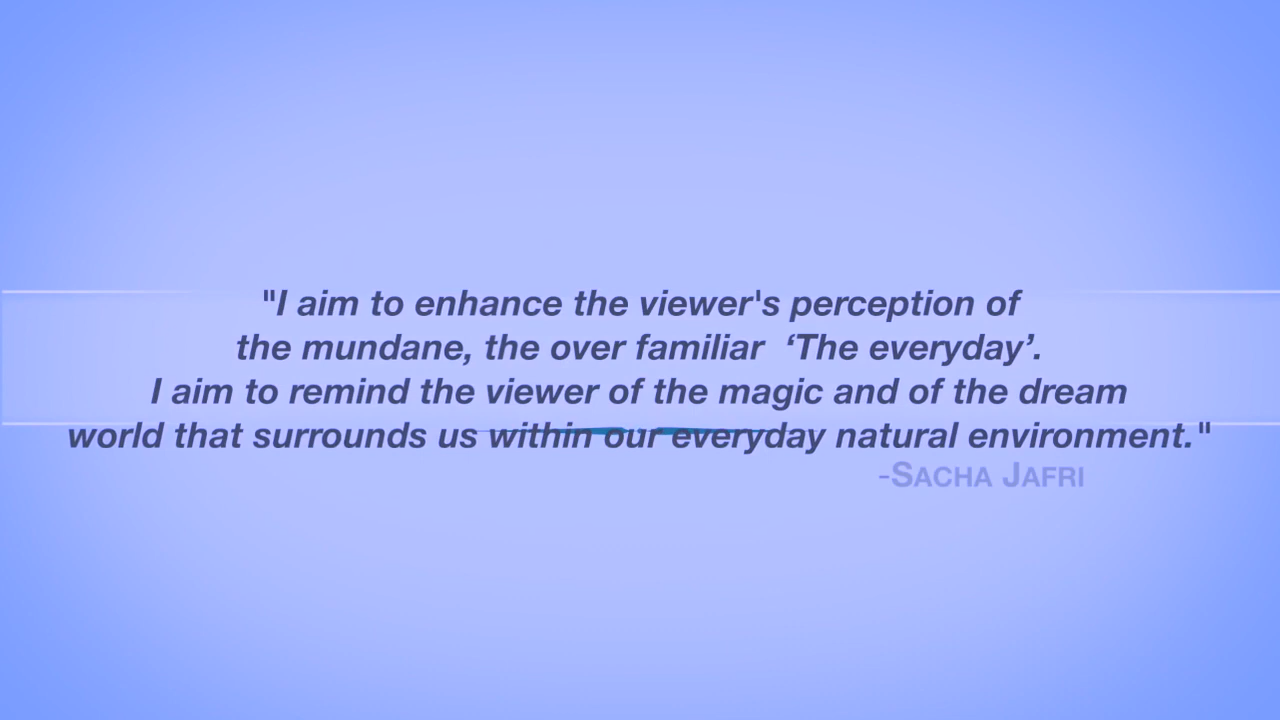 "I aim to enhance the viewer's perception of
the mundane, the over familiar  ‘The everyday’.
I aim to remind the viewer of the magic and of the dream
world that surrounds us within our everyday natural environment."
-SACHA JAFRI